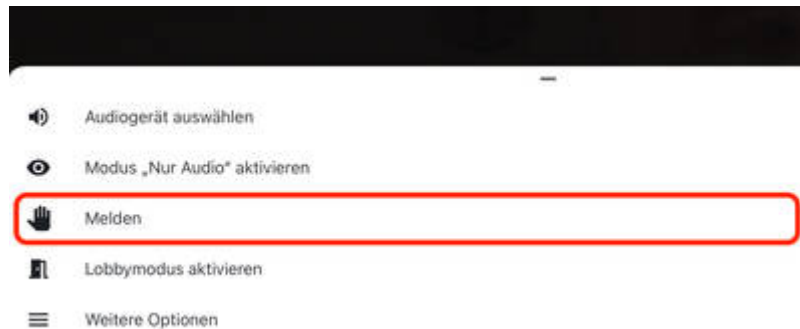 Audiogerät auswählen
Modus „Nur Audio“ aktivieren
Melden
Lobbymodus aktivieren
Weitere Optionen